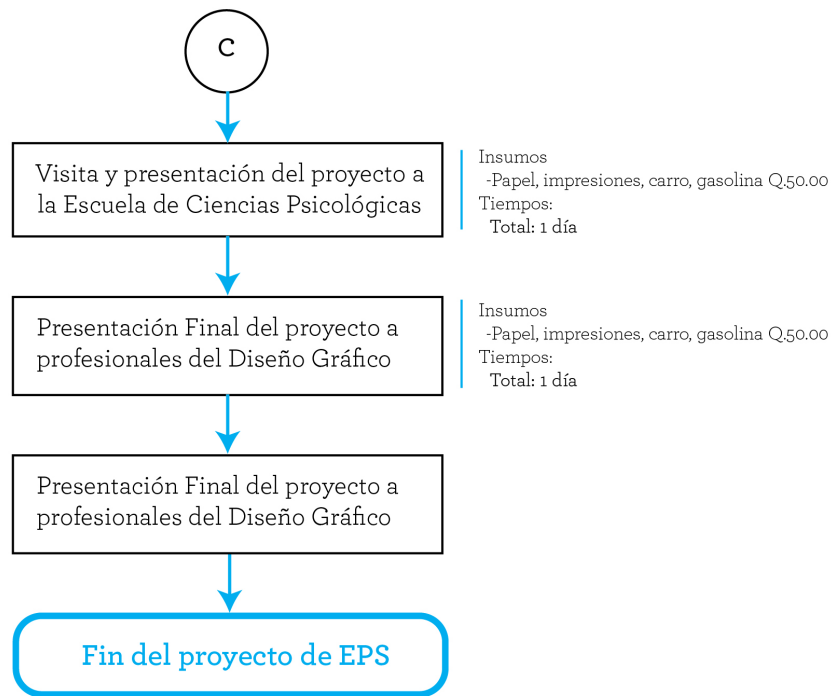 C
Visita y presentación del proyecto a
la Escuela de Ciencias Psicológicas
Insumos
-Papel, impresiones, carro, gasolina Q.50.00
Tiempos:
Total: 1 día
Presentación Final del proyecto a
profesionales del Diseño Gráfico
Insumos
-Papel, impresiones, carro, gasolina Q.50.00
Tiempos:
Total: 1 día
Presentación Final del proyecto a
profesionales del Diseño Gráfico
Fin del proyecto de EPS